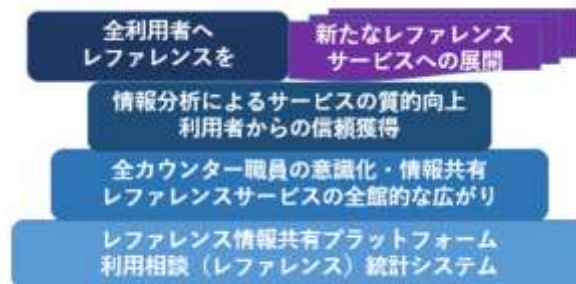 全利用者へ
レファレンスを
新たなレファレンス
サービスへの展開
情報分析によるサービスの質的向上
利用者からの信頼獲得
全カウンター職員の意識化・情報共有
レファレンスサービスの全館的な広がり
レファレンス情報共有プラットフォーム
利用相談（レファレンス）統計システム